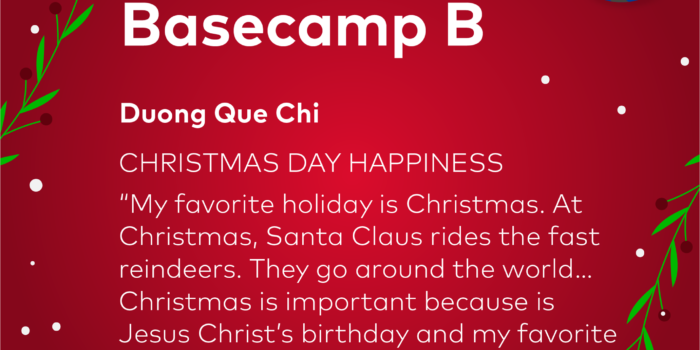 Basecamp B
Duong Que Chi
CHRISTMAS DAY HAPPINESS
“My favorite holiday is Christmas. At
Christmas, Santa Claus rides the fast
reindeers. They go around the world...
Christmas is important because is
Jesus Christ’s birthday and my favorite